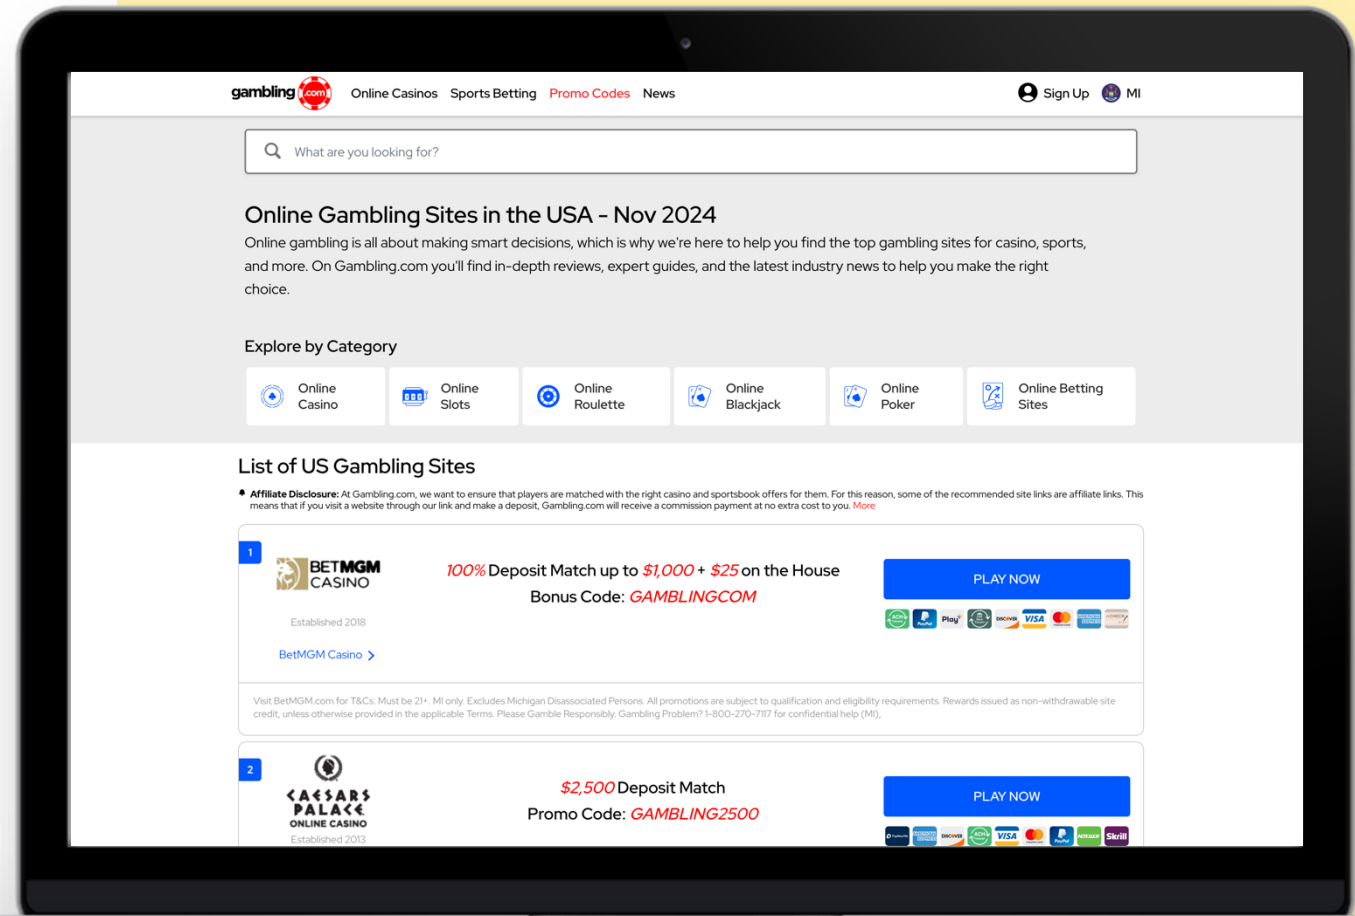 gambling .com Online Casinos Sports Betting Promo Codes News Sign Up MI
What are you looking for?
Online Gambling Sites in the USA - Nov 2024
Online gambling is all about making smart decisions, which is why we're here to help you find the top gambling sites for casino, sports,
and more. On Gambling.com you'll find in-depth reviews, expert guides, and the latest industry news to help you make the right
choice.
Explore by Category
Online Casino
Online Slots
Online Roulette
Online Blackjack
Online Poker
Online Betting Sites
List of US Gambling Sites
Affiliate Disclosure: At Gambling.com, we want to ensure that players are matched with the right casino and sportsbook offers for them. For this reason, some of the recommended site links are affiliate links. This
means that if you visit a website through our link and make a deposit, Gambling.com will receive a commission payment at no extra cost to you. More
1
BETMGM
CASINO
Established 2018
BetMGM Casino
100% Deposit Match up to $1,000 + $25 on the House
Bonus Code: GAMBLINGCOM
PLAY NOW
ACH PayPal Play+ DISCOVER VISA
Visit BetMGM.com for T&Cs. Must be 21+. MI only. Excludes Michigan Disassociated Persons. All promotions are subject to qualification and eligibility requirements. Rewards issued as non-withdrawable site
credit, unless otherwise provided in the applicable Terms. Please Gamble Responsibly. Gambling Problem? 1-800-270-7117 for confidential help (MI),
2
CAESARS
PALACE
ONLINE CASINO
Established 2013
$2,500 Deposit Match
Promo Code: GAMBLING2500
PLAY NOW
DISCOVER ACH VISA PayPal Skrill